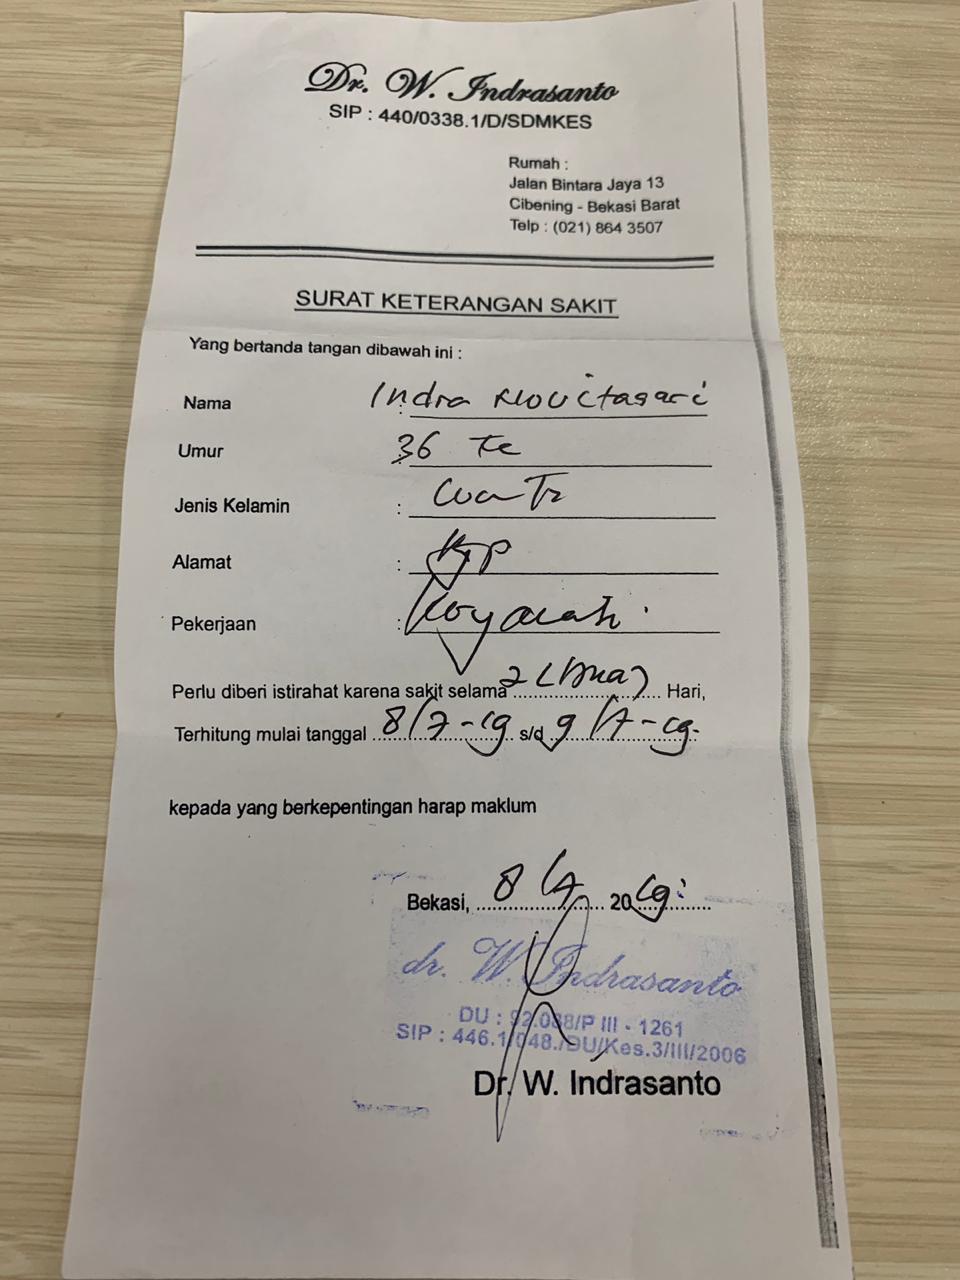 Dr. W. Indrasanto
SIP : 440/0338.1/D/SDMKES
Rumah :
Jalan Bintara Jaya 13
Cibening - Bekasi Barat
Telp : (021) 864 3507
SURAT KETERANGAN SAKIT
Yang bertanda tangan dibawah ini :
Nama : Indra Novitasari
Umur : 36
Jenis Kelamin :
Alamat :
Pekerjaan :
Perlu diberi istirahat karena sakit selama 2 (Dua) Hari,
Terhitung mulai tanggal 8/7-19 s/d 9/7-19
kepada yang berkepentingan harap maklum
Bekasi, 8/7 2019
dr. W. Indrasanto
DU : 92.088/P III - 1261
SIP : 446.1/048./DU/Kes.3/III/2006
Dr. W. Indrasanto